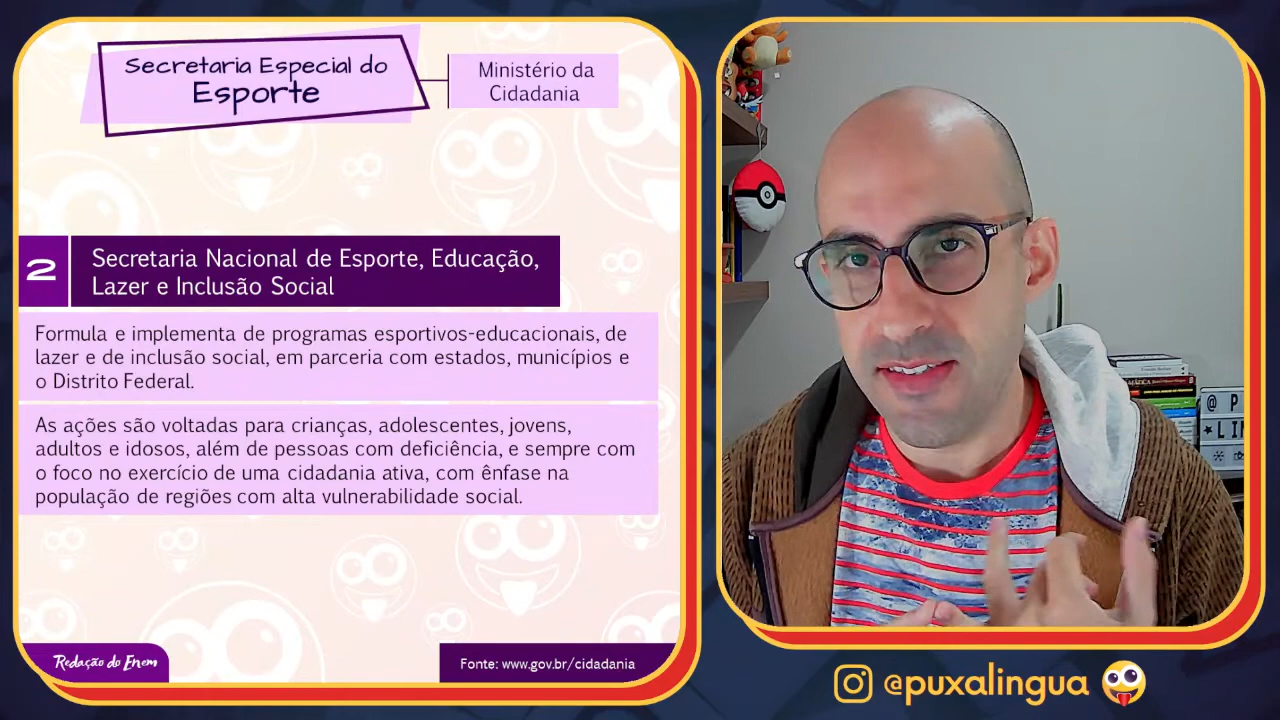 Secretaria Especial do
Esporte
Ministério da
Cidadania
2
Secretaria Nacional de Esporte, Educação,
Lazer e Inclusão Social
Formula e implementa de programas esportivos-educacionais, de
lazer e de inclusão social, em parceria com estados, municípios e
o Distrito Federal.
As ações são voltadas para crianças, adolescentes, jovens,
adultos e idosos, além de pessoas com deficiência, e sempre com
o foco no exercício de uma cidadania ativa, com ênfase na
população de regiões com alta vulnerabilidade social.
Redação do Enem
Fonte: www.gov.br/cidadania
@ P
★ L I N
@puxalingua